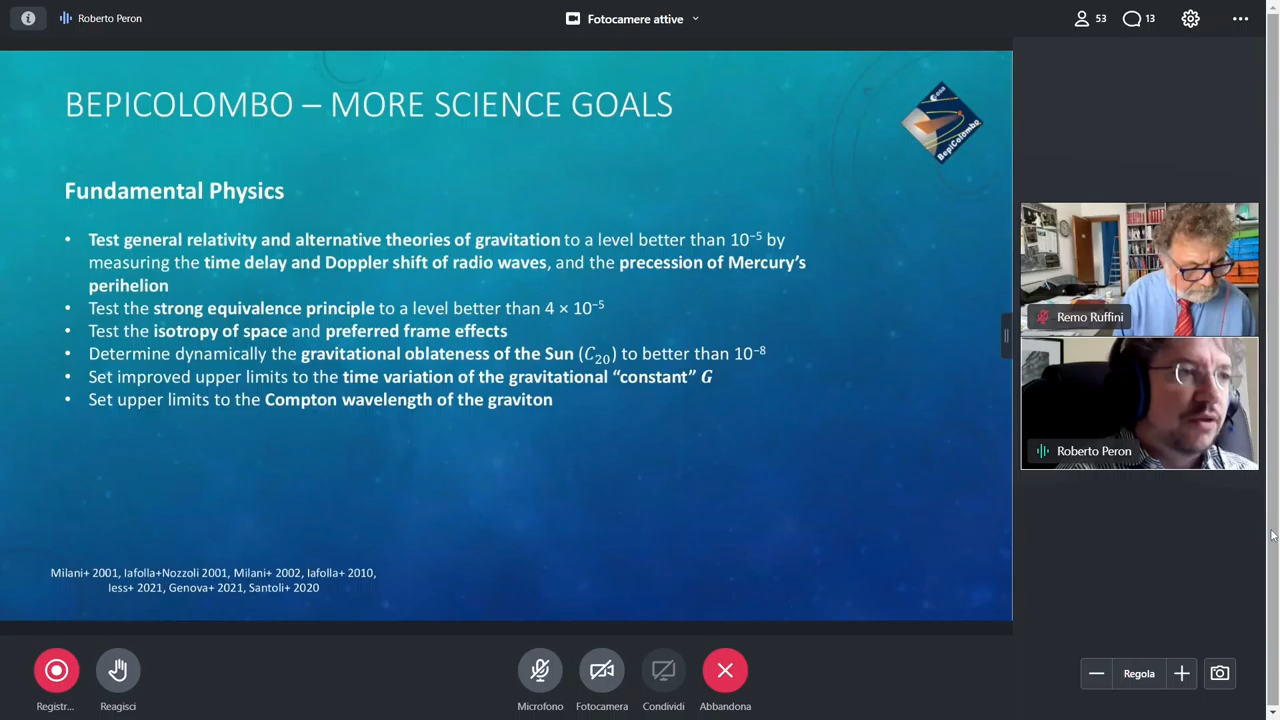 Roberto Peron
Fotocamere attive
53
13
BEPICOLOMBO – MORE SCIENCE GOALS
esa
BepiColombo
Fundamental Physics
• Test general relativity and alternative theories of gravitation to a level better than 10⁻⁵ by
measuring the time delay and Doppler shift of radio waves, and the precession of Mercury's
perihelion
• Test the strong equivalence principle to a level better than 4 × 10⁻⁵
• Test the isotropy of space and preferred frame effects
• Determine dynamically the gravitational oblateness of the Sun (C₂₀) to better than 10⁻⁸
• Set improved upper limits to the time variation of the gravitational "constant" G
• Set upper limits to the Compton wavelength of the graviton
Milani+ 2001, Iafolla+Nozzoli 2001, Milani+ 2002, Iafolla+ 2010,
Iess+ 2021, Genova+ 2021, Santoli+ 2020
Remo Ruffini
Roberto Peron
Registr...
Reagisci
Microfono
Fotocamera
Condividi
Abbandona
Regola